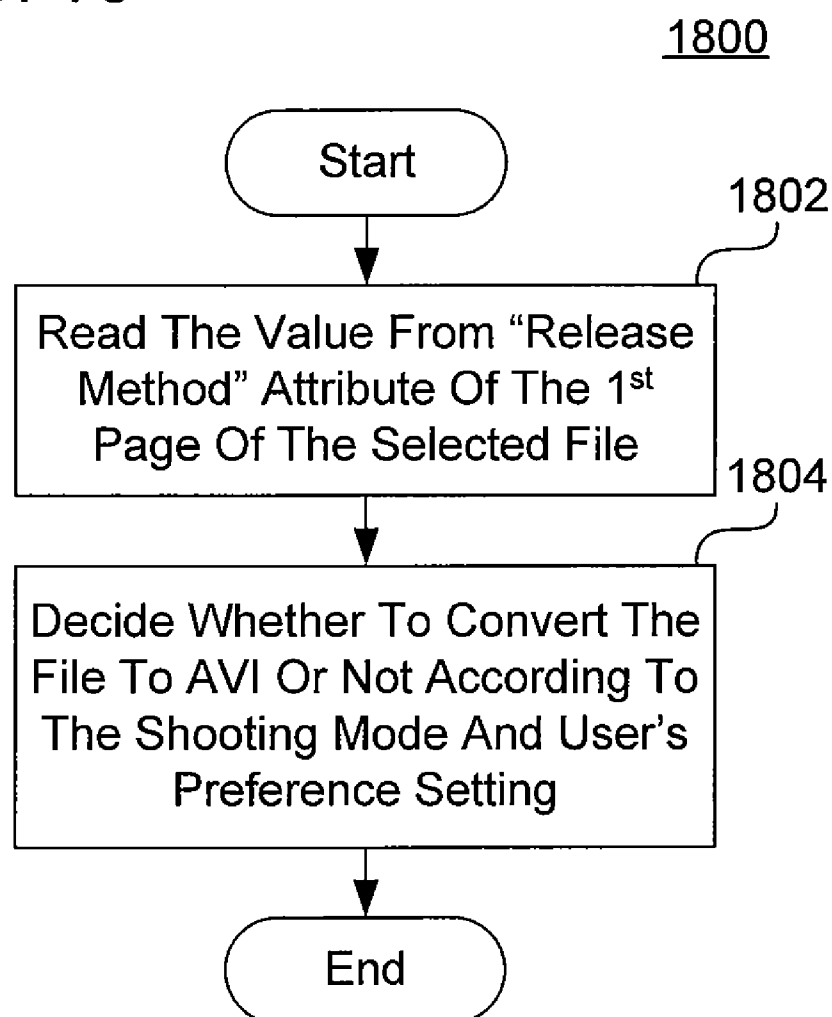 1800
Start
1802
Read The Value From “Release
Method” Attribute Of The 1st
Page Of The Selected File
1804
Decide Whether To Convert The
File To AVI Or Not According To
The Shooting Mode And User's
Preference Setting
End